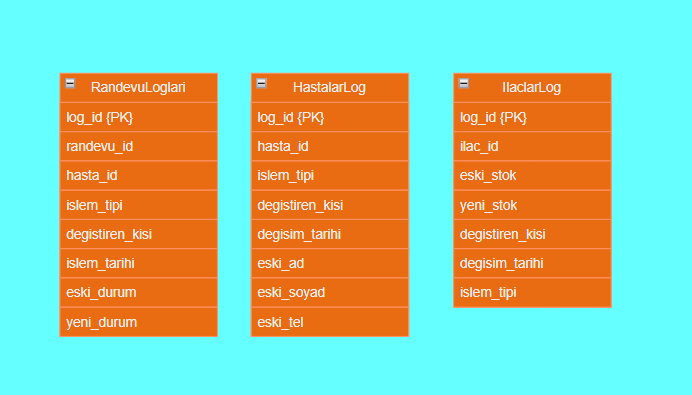 RandevuLoglari
log_id {PK}
randevu_id
hasta_id
islem_tipi
degistiren_kisi
islem_tarihi
eski_durum
yeni_durum
HastalarLog
log_id {PK}
hasta_id
islem_tipi
degistiren_kisi
degisim_tarihi
eski_ad
eski_soyad
eski_tel
IlaclarLog
log_id {PK}
ilac_id
eski_stok
yeni_stok
degistiren_kisi
degisim_tarihi
islem_tipi